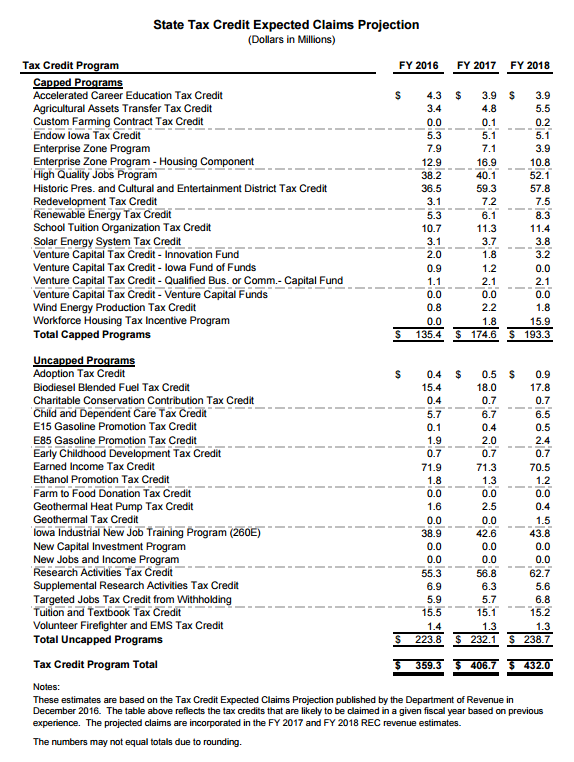 State Tax Credit Expected Claims Projection
(Dollars in Millions)
Tax Credit Program FY 2016 FY 2017 FY 2018
Capped Programs
Accelerated Career Education Tax Credit $ 4.3 $ 3.9 $ 3.9
Agricultural Assets Transfer Tax Credit 3.4 4.8 5.5
Custom Farming Contract Tax Credit 0.0 0.1 0.2
Endow Iowa Tax Credit 5.3 5.1 5.1
Enterprise Zone Program 7.9 7.1 3.9
Enterprise Zone Program - Housing Component 12.9 16.9 10.8
High Quality Jobs Program 38.2 40.1 52.1
Historic Pres. and Cultural and Entertainment District Tax Credit 36.5 59.3 57.8
Redevelopment Tax Credit 3.1 7.2 7.5
Renewable Energy Tax Credit 5.3 6.1 8.3
School Tuition Organization Tax Credit 10.7 11.3 11.4
Solar Energy System Tax Credit 3.1 3.7 3.8
Venture Capital Tax Credit - Innovation Fund 2.0 1.8 3.2
Venture Capital Tax Credit - Iowa Fund of Funds 0.9 1.2 0.0
Venture Capital Tax Credit - Qualified Bus. or Comm.- Capital Fund 1.1 2.1 2.1
Venture Capital Tax Credit - Venture Capital Funds 0.0 0.0 0.0
Wind Energy Production Tax Credit 0.8 2.2 1.8
Workforce Housing Tax Incentive Program 0.0 1.8 15.9
Total Capped Programs $ 135.4 $ 174.6 $ 193.3
Uncapped Programs
Adoption Tax Credit $ 0.4 $ 0.5 $ 0.9
Biodiesel Blended Fuel Tax Credit 15.4 18.0 17.8
Charitable Conservation Contribution Tax Credit 0.4 0.7 0.7
Child and Dependent Care Tax Credit 5.7 6.7 6.5
E15 Gasoline Promotion Tax Credit 0.1 0.4 0.5
E85 Gasoline Promotion Tax Credit 1.9 2.0 2.4
Early Childhood Development Tax Credit 0.7 0.7 0.7
Earned Income Tax Credit 71.9 71.3 70.5
Ethanol Promotion Tax Credit 1.8 1.3 1.2
Farm to Food Donation Tax Credit 0.0 0.0 0.0
Geothermal Heat Pump Tax Credit 1.6 2.5 0.4
Geothermal Tax Credit 0.0 0.0 1.5
Iowa Industrial New Job Training Program (260E) 38.9 42.6 43.8
New Capital Investment Program 0.0 0.0 0.0
New Jobs and Income Program 0.0 0.0 0.0
Research Activities Tax Credit 55.3 56.8 62.7
Supplemental Research Activities Tax Credit 6.9 6.3 5.6
Targeted Jobs Tax Credit from Withholding 5.9 5.7 6.8
Tuition and Textbook Tax Credit 15.5 15.1 15.2
Volunteer Firefighter and EMS Tax Credit 1.4 1.3 1.3
Total Uncapped Programs $ 223.8 $ 232.1 $ 238.7
Tax Credit Program Total $ 359.3 $ 406.7 $ 432.0
Notes:
These estimates are based on the Tax Credit Expected Claims Projection published by the Department of Revenue in
December 2016. The table above reflects the tax credits that are likely to be claimed in a given fiscal year based on previous
experience. The projected claims are incorporated in the FY 2017 and FY 2018 REC revenue estimates.
The numbers may not equal totals due to rounding.